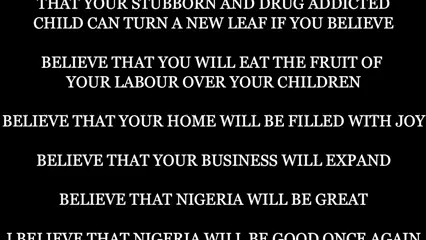 THAT YOUR STUBBORN AND DRUG ADDICTED
CHILD CAN TURN A NEW LEAF IF YOU BELIEVE
BELIEVE THAT YOU WILL EAT THE FRUIT OF
YOUR LABOUR OVER YOUR CHILDREN
BELIEVE THAT YOUR HOME WILL BE FILLED WITH JOY
BELIEVE THAT YOUR BUSINESS WILL EXPAND
BELIEVE THAT NIGERIA WILL BE GREAT
I BELIEVE THAT NIGERIA WILL BE GOOD ONCE AGAIN